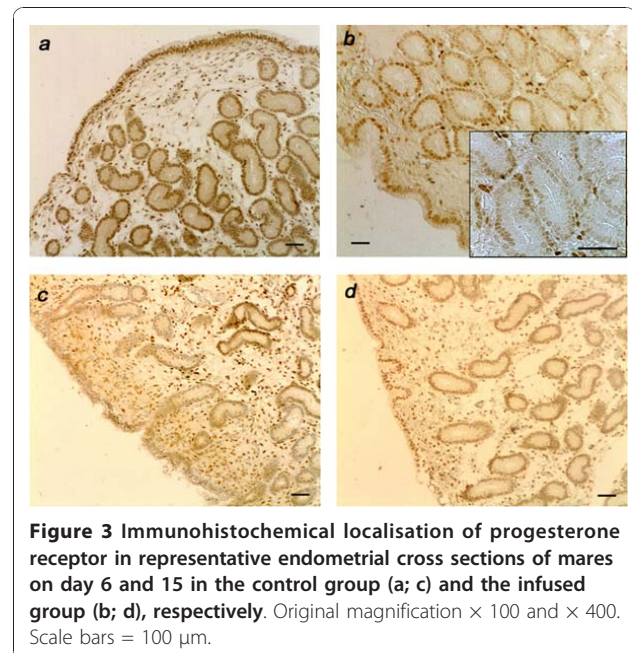 a
b
c
d
Figure 3 Immunohistochemical localisation of progesterone
receptor in representative endometrial cross sections of mares
on day 6 and 15 in the control group (a; c) and the infused
group (b; d), respectively. Original magnification × 100 and × 400.
Scale bars = 100 μm.